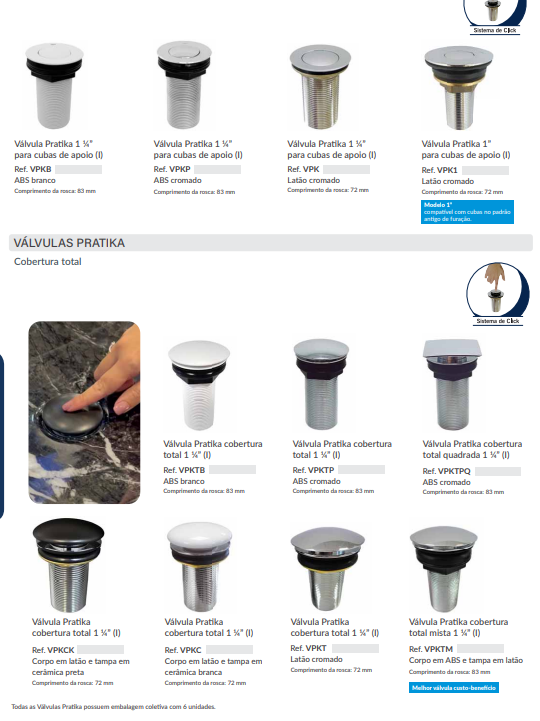 Sistema de Click
Válvula Pratika 1 ¼”
para cubas de apoio (I)
Ref. VPKB
ABS branco
Comprimento da rosca: 83 mm
Válvula Pratika 1 ¼”
para cubas de apoio (I)
Ref. VPKP
ABS cromado
Comprimento da rosca: 83 mm
Válvula Pratika 1 ¼”
para cubas de apoio (I)
Ref. VPK
Latão cromado
Comprimento da rosca: 72 mm
Válvula Pratika 1”
para cubas de apoio (I)
Ref. VPK1
Latão cromado
Comprimento da rosca: 72 mm
Modelo 1”
compatível com cubas no padrão
antigo de furação.
VÁLVULAS PRATIKA
Cobertura total
Sistema de Click
Válvula Pratika cobertura
total 1 ¼” (I)
Ref. VPKTB
ABS branco
Comprimento da rosca: 83 mm
Válvula Pratika cobertura
total 1 ¼” (I)
Ref. VPKTP
ABS cromado
Comprimento da rosca: 83 mm
Válvula Pratika cobertura
total quadrada 1 ¼” (I)
Ref. VPKTPQ
ABS cromado
Comprimento da rosca: 83 mm
Válvula Pratika
cobertura total 1 ¼” (I)
Ref. VPKCK
Corpo em latão e tampa em
cerâmica preta
Comprimento da rosca: 72 mm
Válvula Pratika
cobertura total 1 ¼” (I)
Ref. VPKC
Corpo em latão e tampa em
cerâmica branca
Comprimento da rosca: 72 mm
Válvula Pratika
cobertura total 1 ¼” (I)
Ref. VPKT
Latão cromado
Comprimento da rosca: 72 mm
Válvula Pratika cobertura
total mista 1 ¼” (I)
Ref. VPKTM
Corpo em ABS e tampa em latão
Comprimento da rosca: 83 mm
Melhor válvula custo-benefício
Todas as Válvulas Pratika possuem embalagem coletiva com 6 unidades.